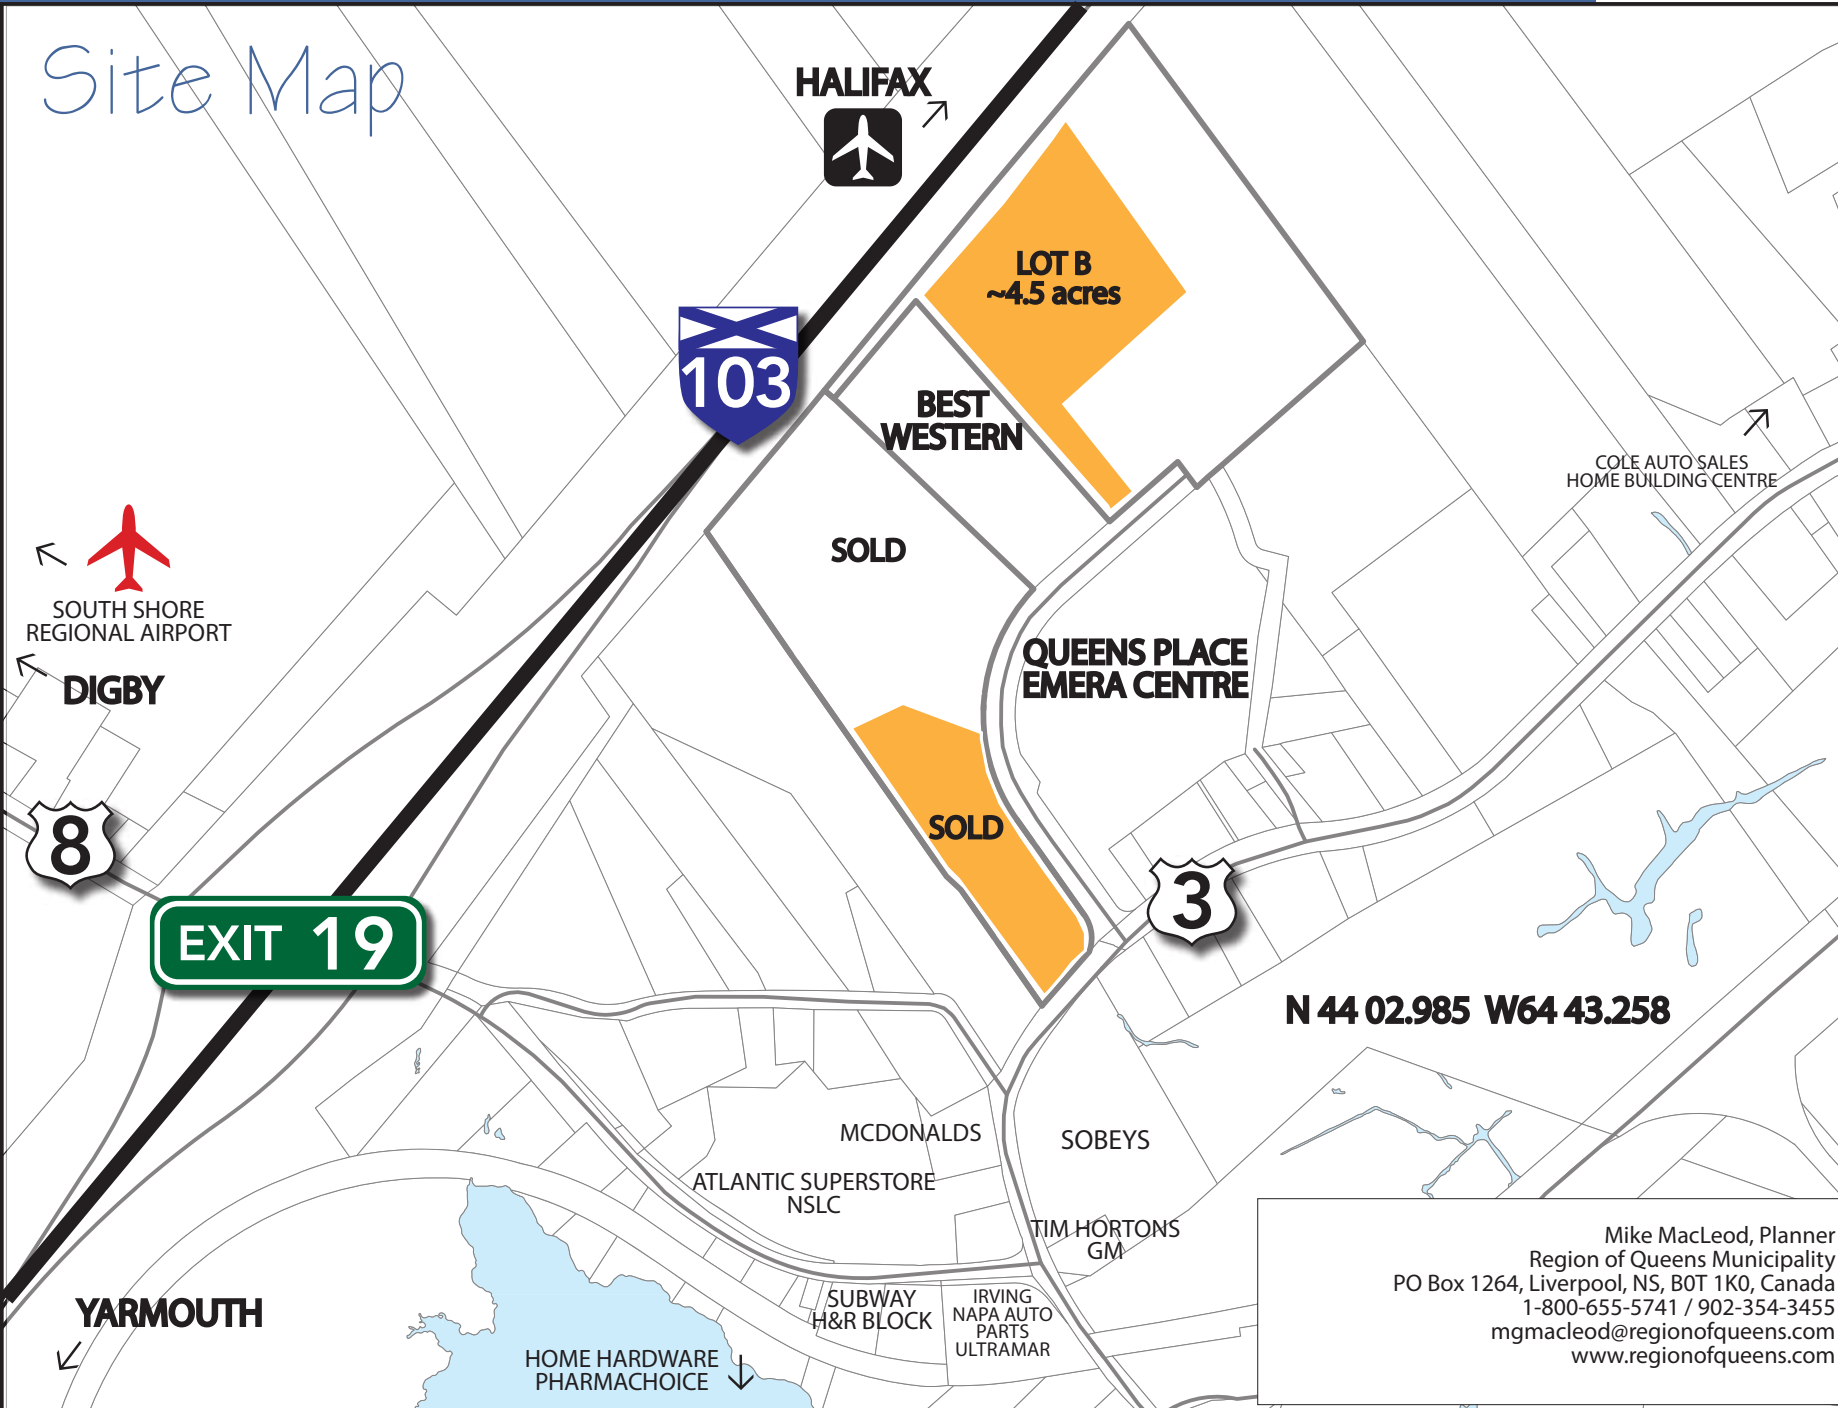 Site Map
HALIFAX
LOT B
~4.5 acres
103
BEST
WESTERN
COLE AUTO SALES
HOME BUILDING CENTRE
SOLD
SOUTH SHORE
REGIONAL AIRPORT
QUEENS PLACE
EMERA CENTRE
DIGBY
SOLD
8
3
EXIT 19
N 44 02.985 W64 43.258
MCDONALDS
SOBEYS
ATLANTIC SUPERSTORE
NSLC
TIM HORTONS
GM
YARMOUTH
SUBWAY
H&R BLOCK
IRVING
NAPA AUTO
PARTS
ULTRAMAR
HOME HARDWARE
PHARMACHOICE
Mike MacLeod, Planner
Region of Queens Municipality
PO Box 1264, Liverpool, NS, B0T 1K0, Canada
1-800-655-5741 / 902-354-3455
mgmacleod@regionofqueens.com
www.regionofqueens.com